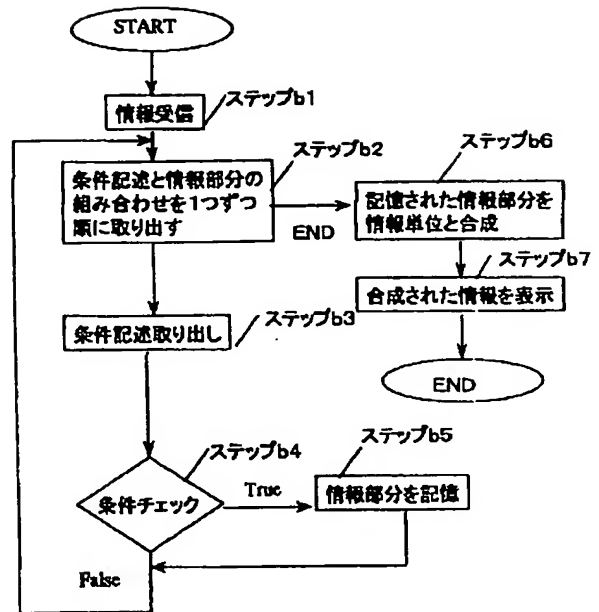 START
ステップb1
情報受信
ステップb2
条件記述と情報部分の
組み合わせを1つずつ
順に取り出す
END
ステップb6
記憶された情報部分を
情報単位と合成
ステップb7
合成された情報を表示
END
ステップb3
条件記述取り出し
ステップb4
条件チェック
True
ステップb5
情報部分を記憶
False